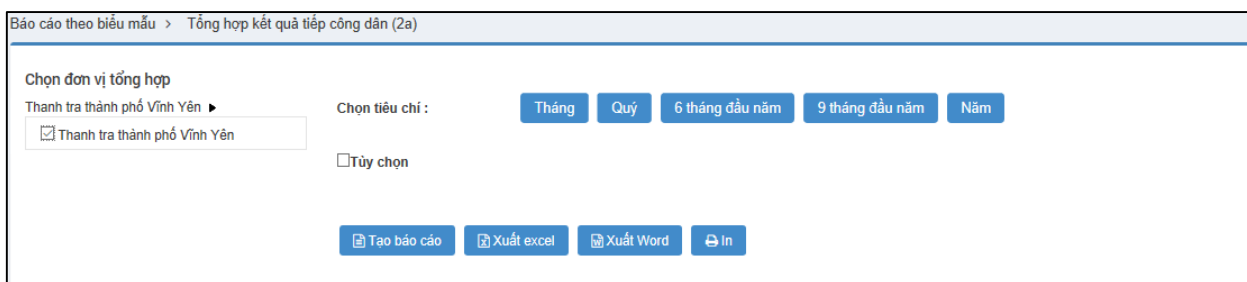 Báo cáo theo biểu mẫu > Tổng hợp kết quả tiếp công dân (2a)
Chọn đơn vị tổng hợp
Thanh tra thành phố Vĩnh Yên
Thanh tra thành phố Vĩnh Yên
Chọn tiêu chí : Tháng Quý 6 tháng đầu năm 9 tháng đầu năm Năm
Tùy chọn
Tạo báo cáo Xuất excel Xuất Word In